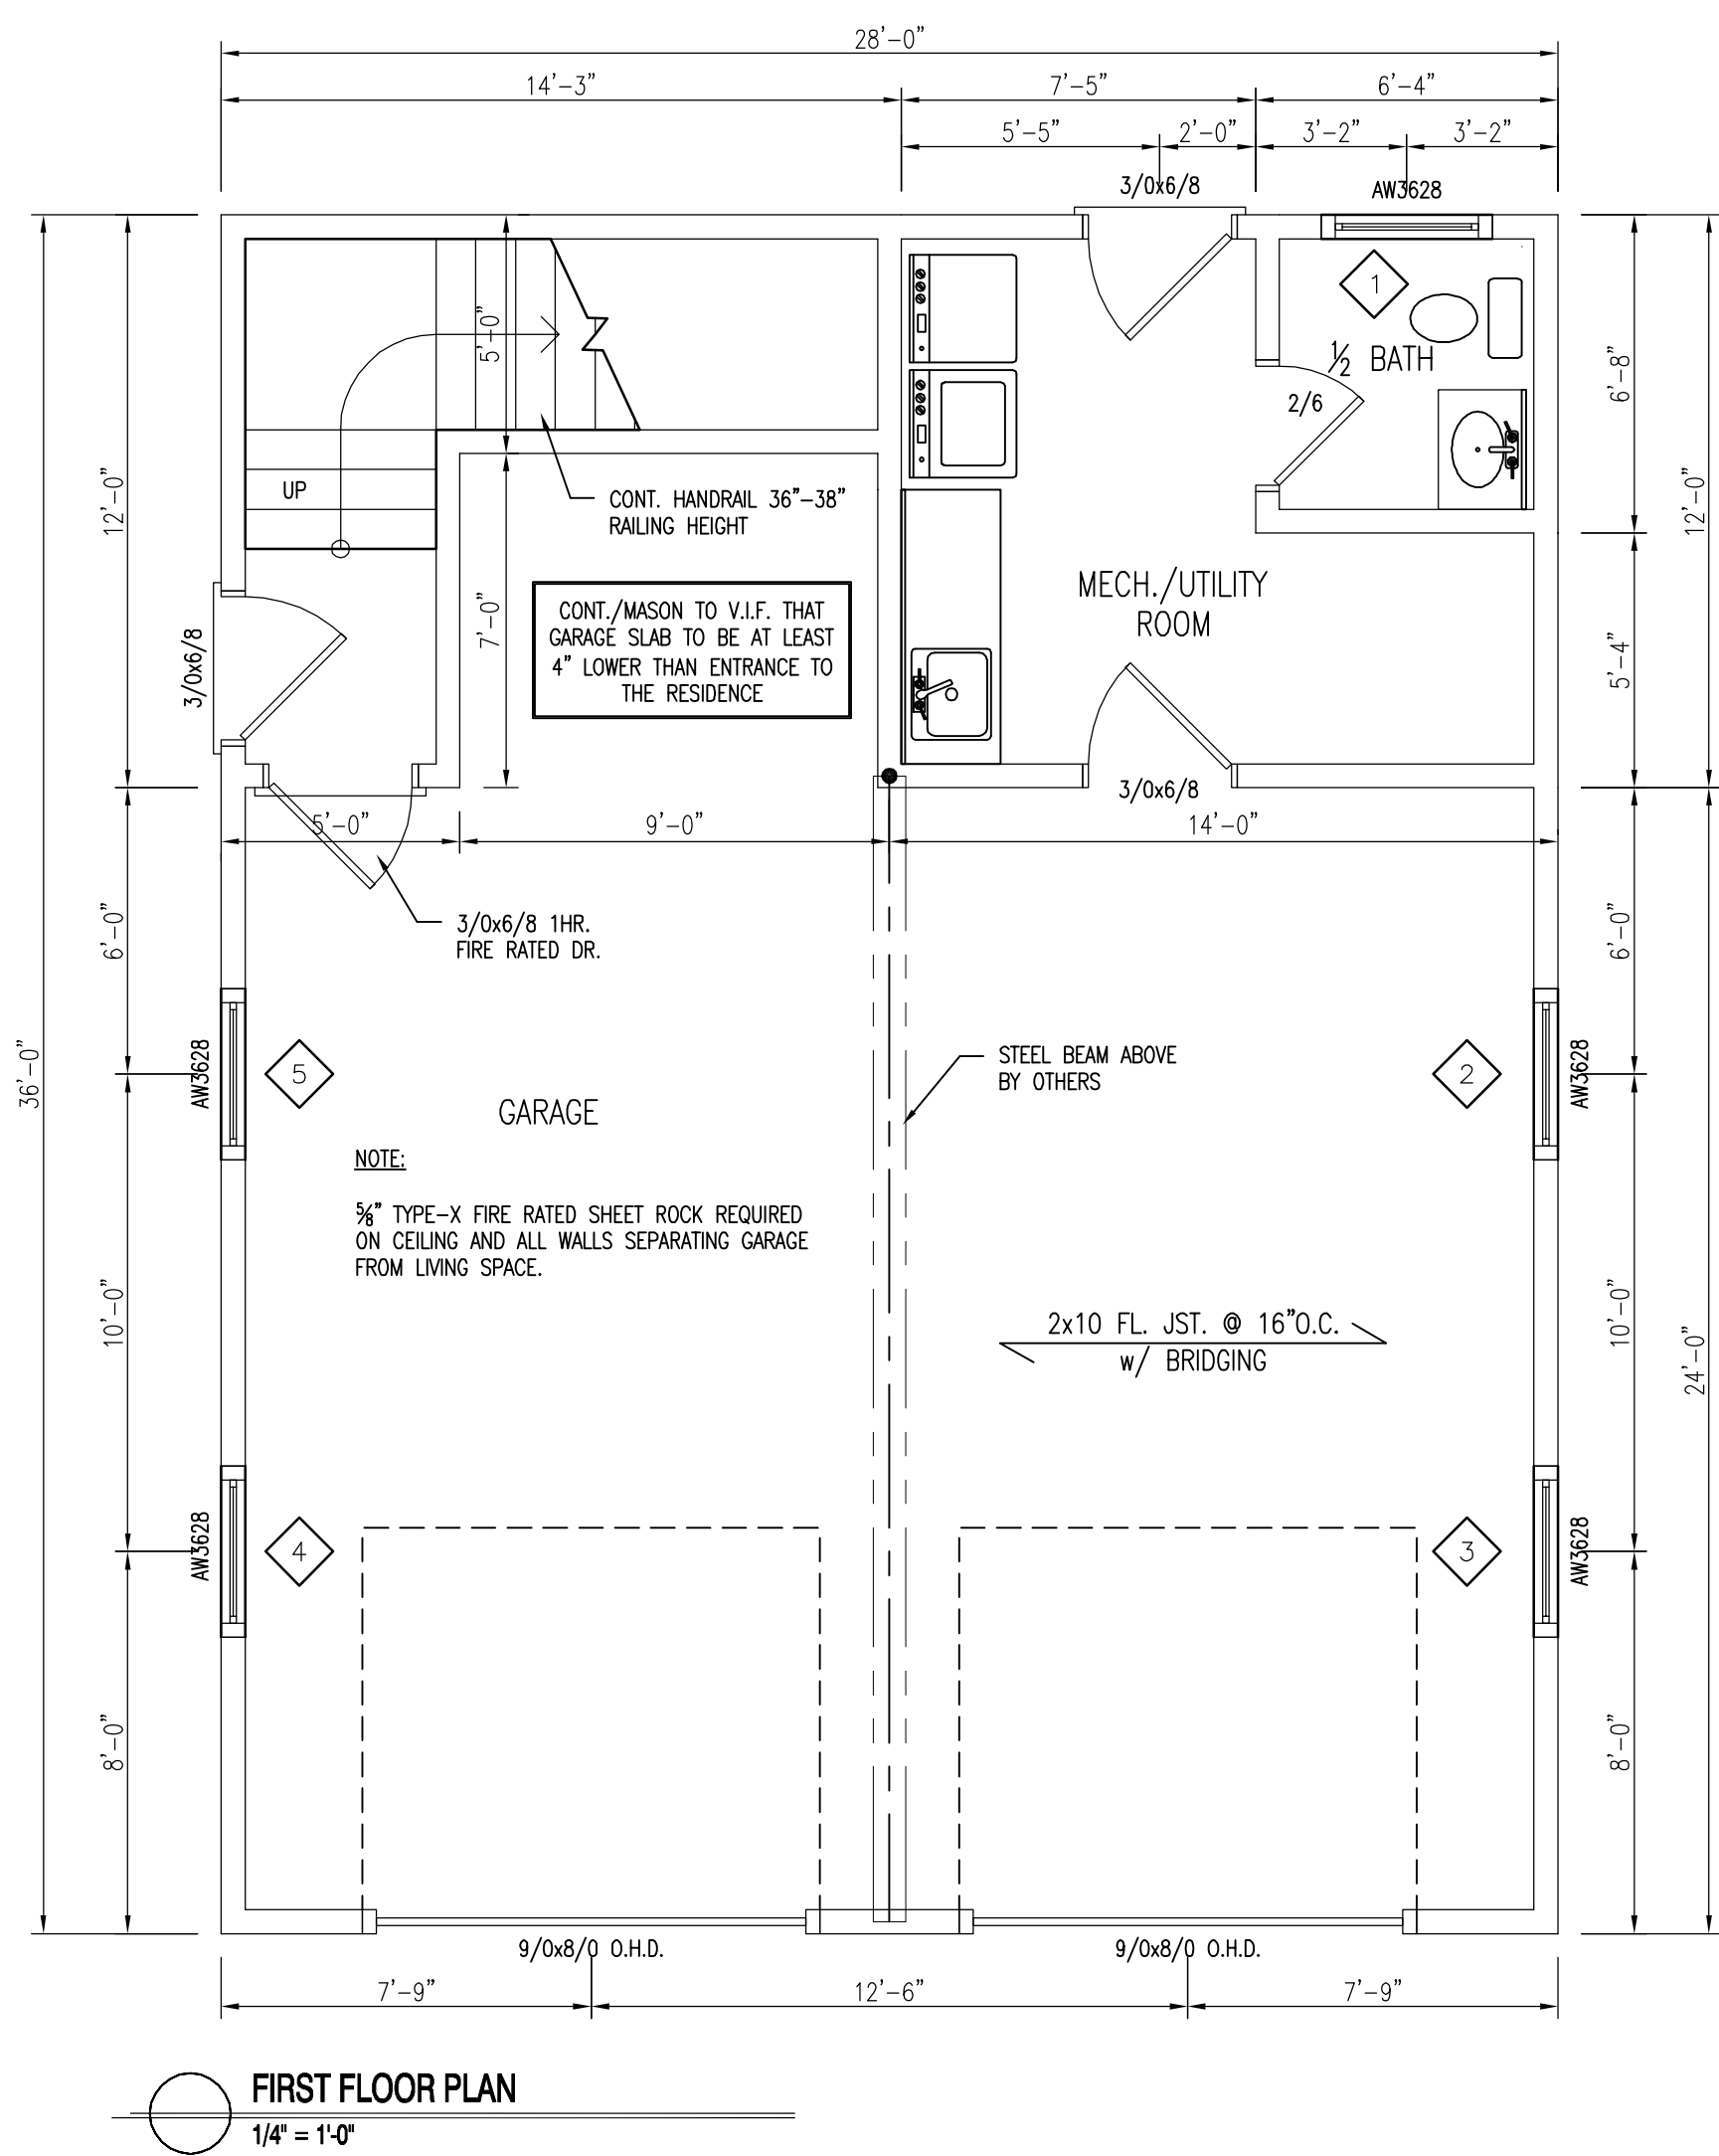 28'-0"
14'-3"
7'-5"
6'-4"
5'-5"
2'-0"
3'-2"
3'-2"
3/0x6/8
AW3628
1
½ BATH
2/6
5'-0"
6'-8"
12'-0"
12'-0"
UP
CONT. HANDRAIL 36"-38"
RAILING HEIGHT
MECH./UTILITY
ROOM
7'-0"
CONT./MASON TO V.I.F. THAT
GARAGE SLAB TO BE AT LEAST
4" LOWER THAN ENTRANCE TO
THE RESIDENCE
3/0x6/8
5'-4"
3/0x6/8
5'-0"
9'-0"
14'-0"
6'-0"
3/0x6/8 1HR.
FIRE RATED DR.
6'-0"
36'-0"
AW3628
5
STEEL BEAM ABOVE
BY OTHERS
2
AW3628
GARAGE
NOTE:
⅝" TYPE-X FIRE RATED SHEET ROCK REQUIRED
ON CEILING AND ALL WALLS SEPARATING GARAGE
FROM LIVING SPACE.
10'-0"
2x10 FL. JST. @ 16"O.C.
w/ BRIDGING
10'-0"
24'-0"
AW3628
4
3
AW3628
8'-0"
8'-0"
9/0x8/0 O.H.D.
9/0x8/0 O.H.D.
7'-9"
12'-6"
7'-9"
FIRST FLOOR PLAN
1/4" = 1'-0"